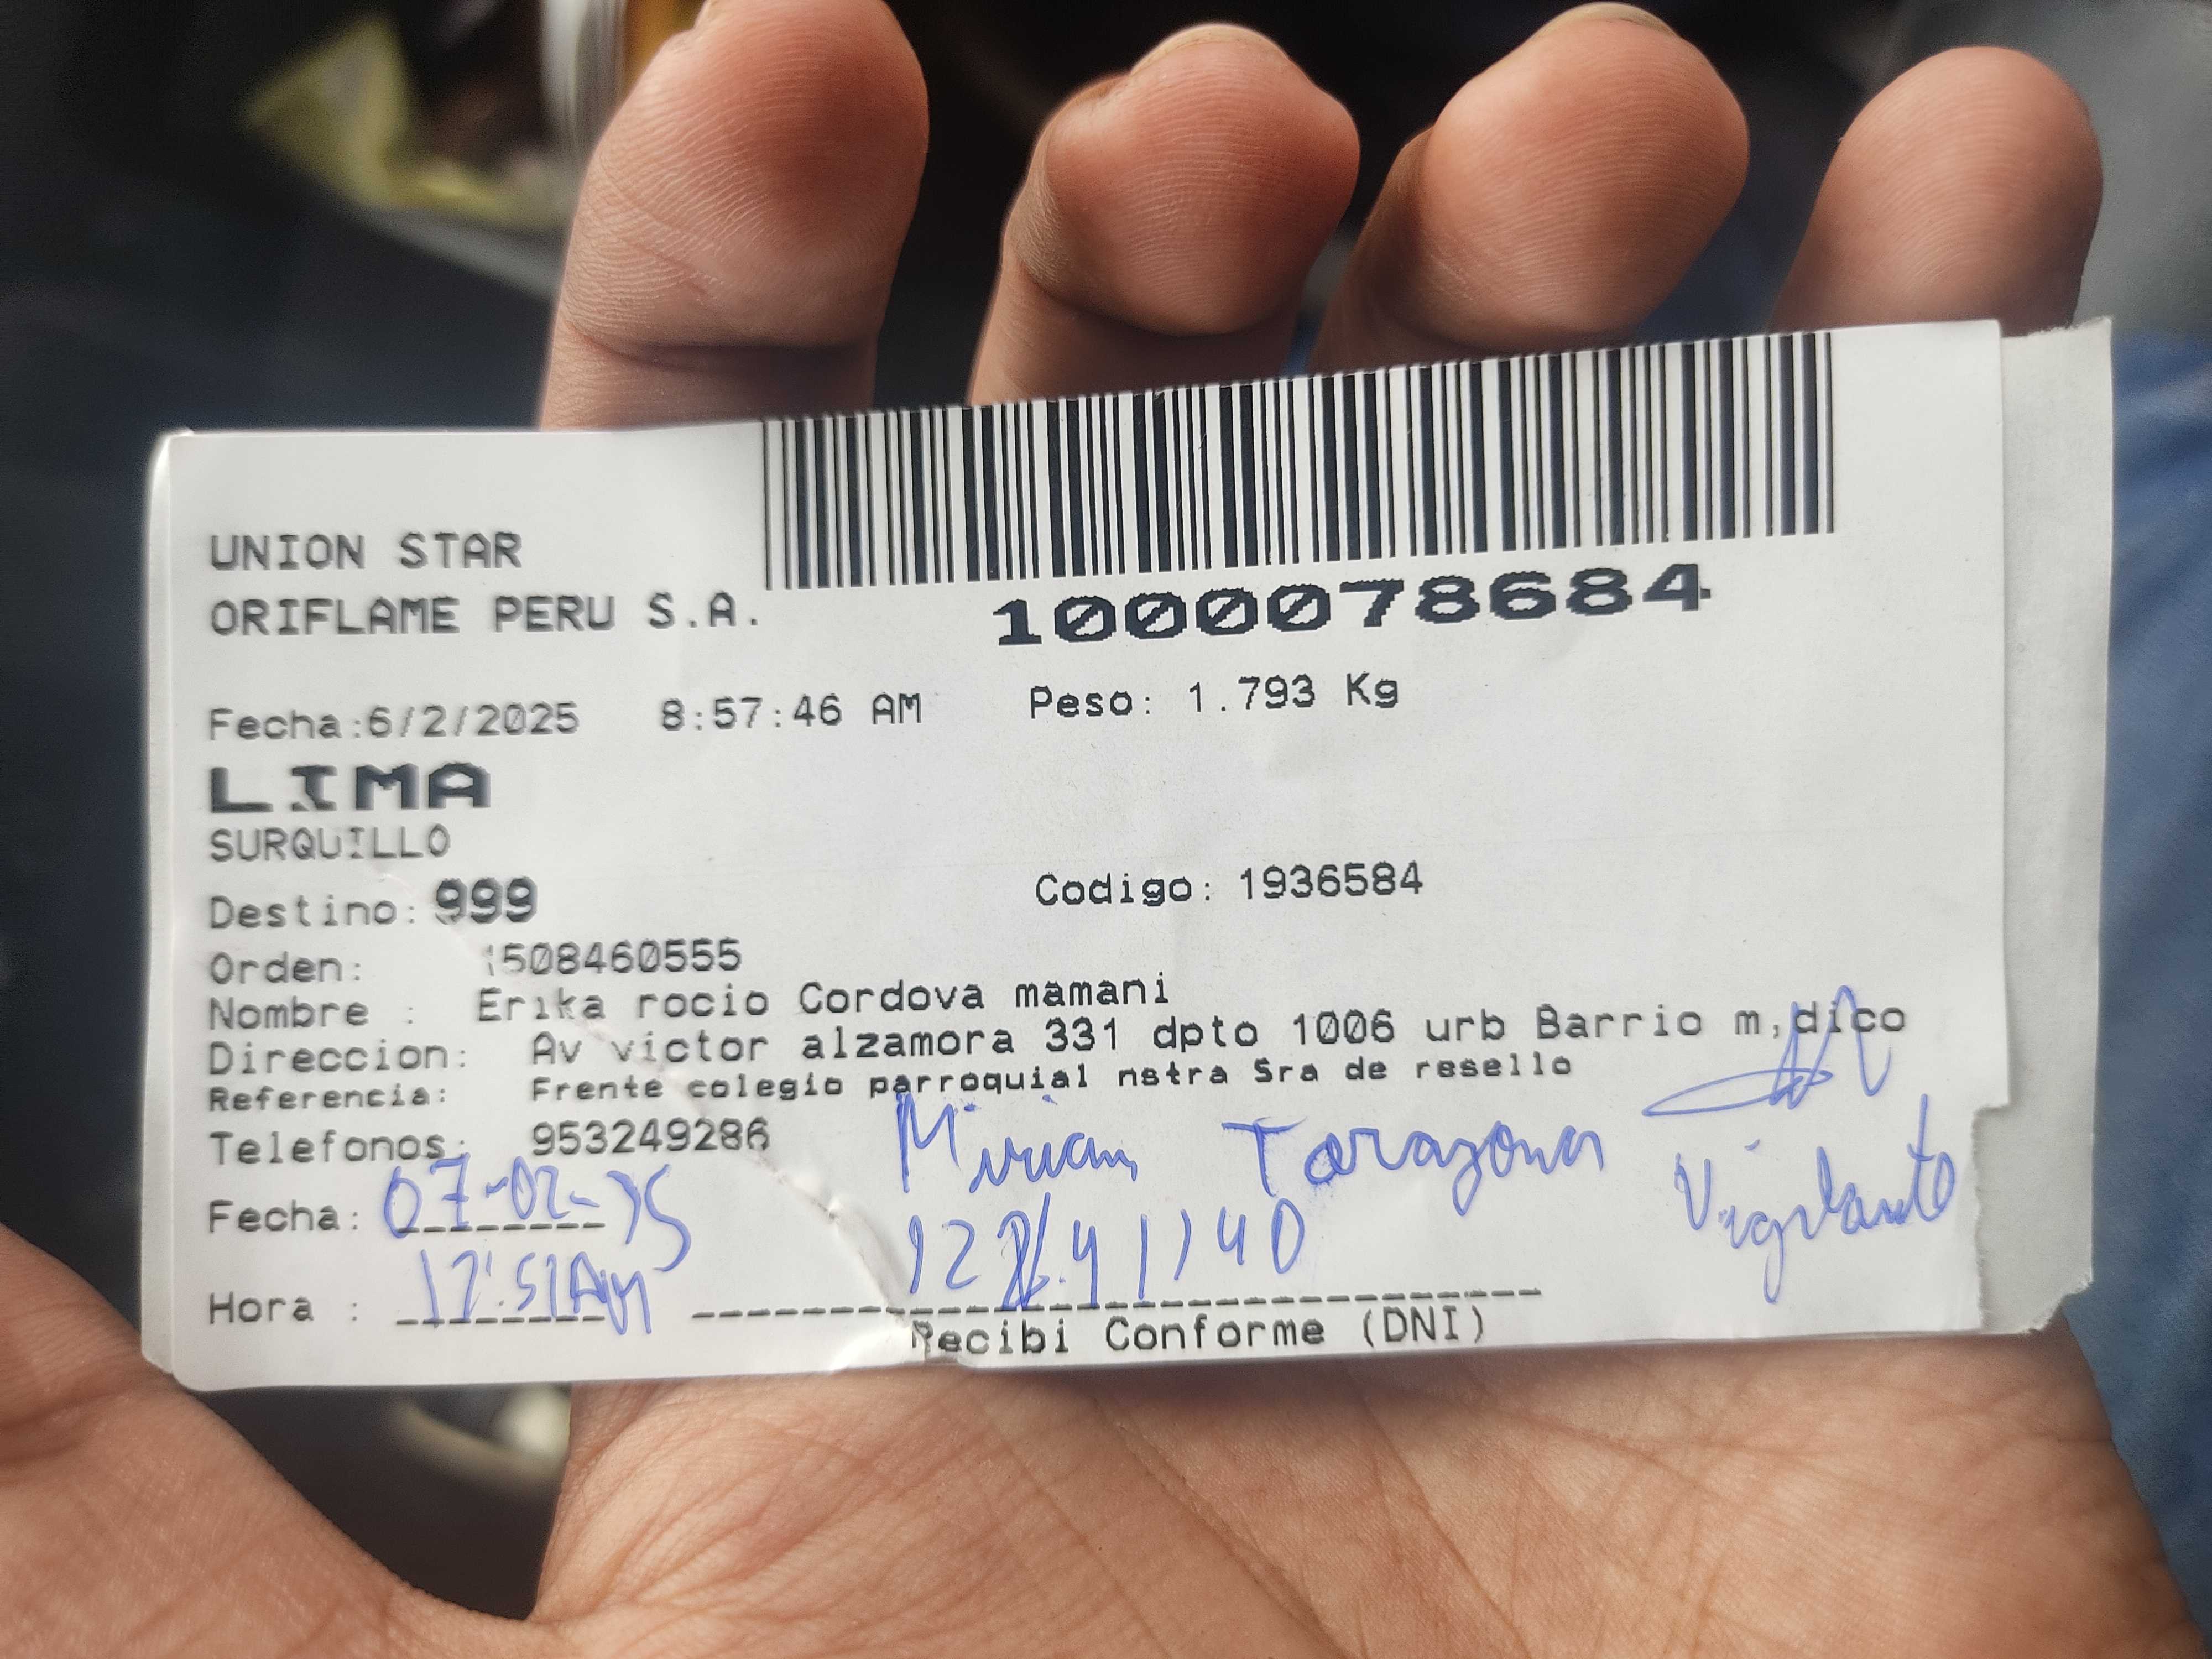 UNION STAR
ORIFLAME PERU S.A.
1000078684
Fecha:6/2/2025 8:57:46 AM Peso: 1.793 Kg
LIMA
SURQUILLO
Destino: 999 Codigo: 1936584
Orden: 1508460555
Nombre : Erika rocio Cordova mamani
Direccion: Av victor alzamora 331 dpto 1006 urb Barrio m,dico
Referencia: Frente colegio parroquial nstra Sra de resello
Telefonos: 953249286
Miriam Tarazona
Vigilante
Fecha: 07-02-25
Hora :
Recibi Conforme (DNI)